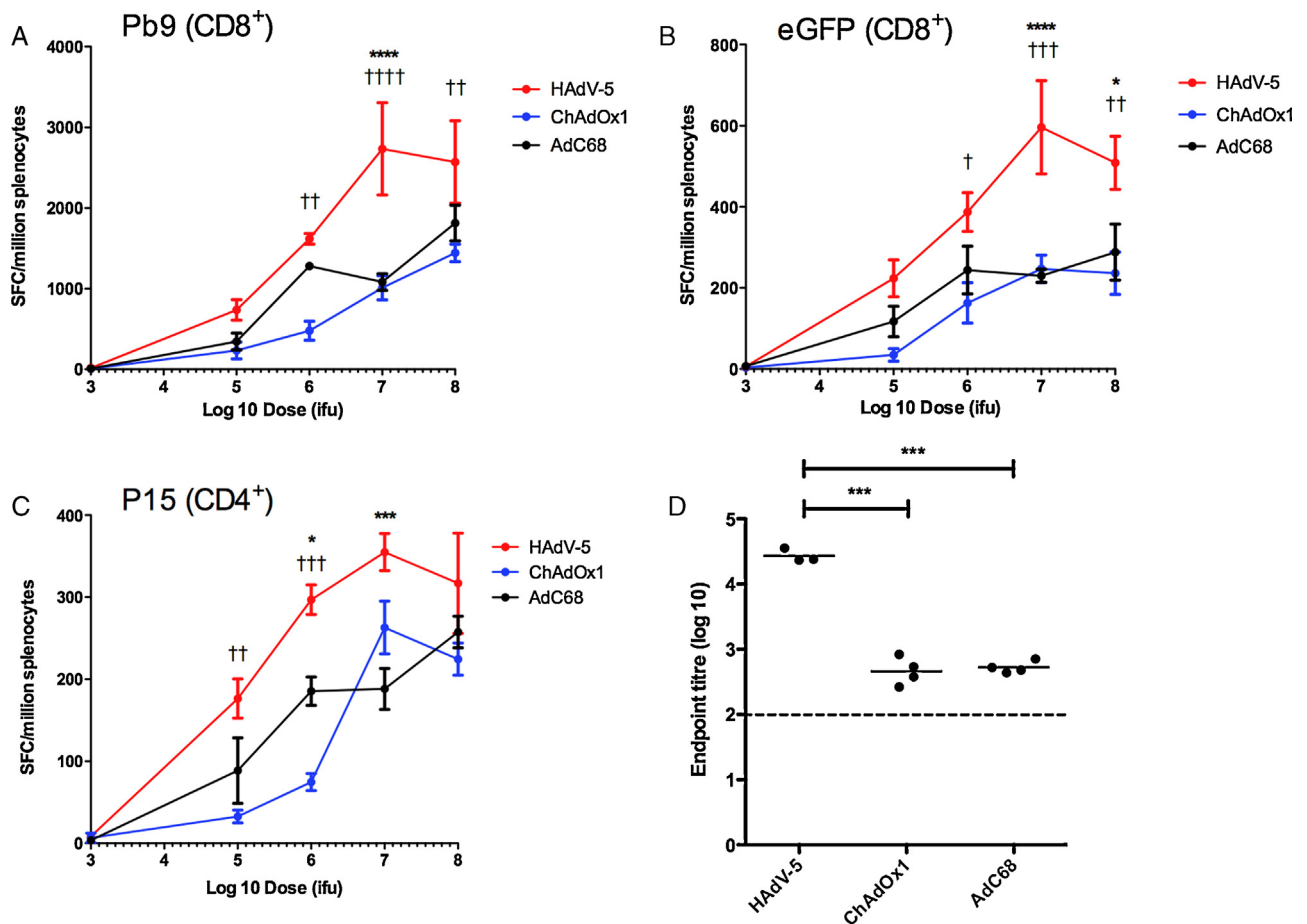 A
Pb9 (CD8+)
4000
3000
2000
1000
0
SFC/million splenocytes
3 4 5 6 7 8
Log 10 Dose (ifu)
††
****
††††
††
HAdV-5
ChAdOx1
AdC68
B
eGFP (CD8+)
800
600
400
200
0
SFC/million splenocytes
3 4 5 6 7 8
Log 10 Dose (ifu)
†
****
†††
*
††
HAdV-5
ChAdOx1
AdC68
C
P15 (CD4+)
400
300
200
100
0
SFC/million splenocytes
3 4 5 6 7 8
Log 10 Dose (ifu)
††
*
†††
***
HAdV-5
ChAdOx1
AdC68
D
***
***
5
4
3
2
1
0
Endpoint titre (log 10)
HAdV-5
ChAdOx1
AdC68